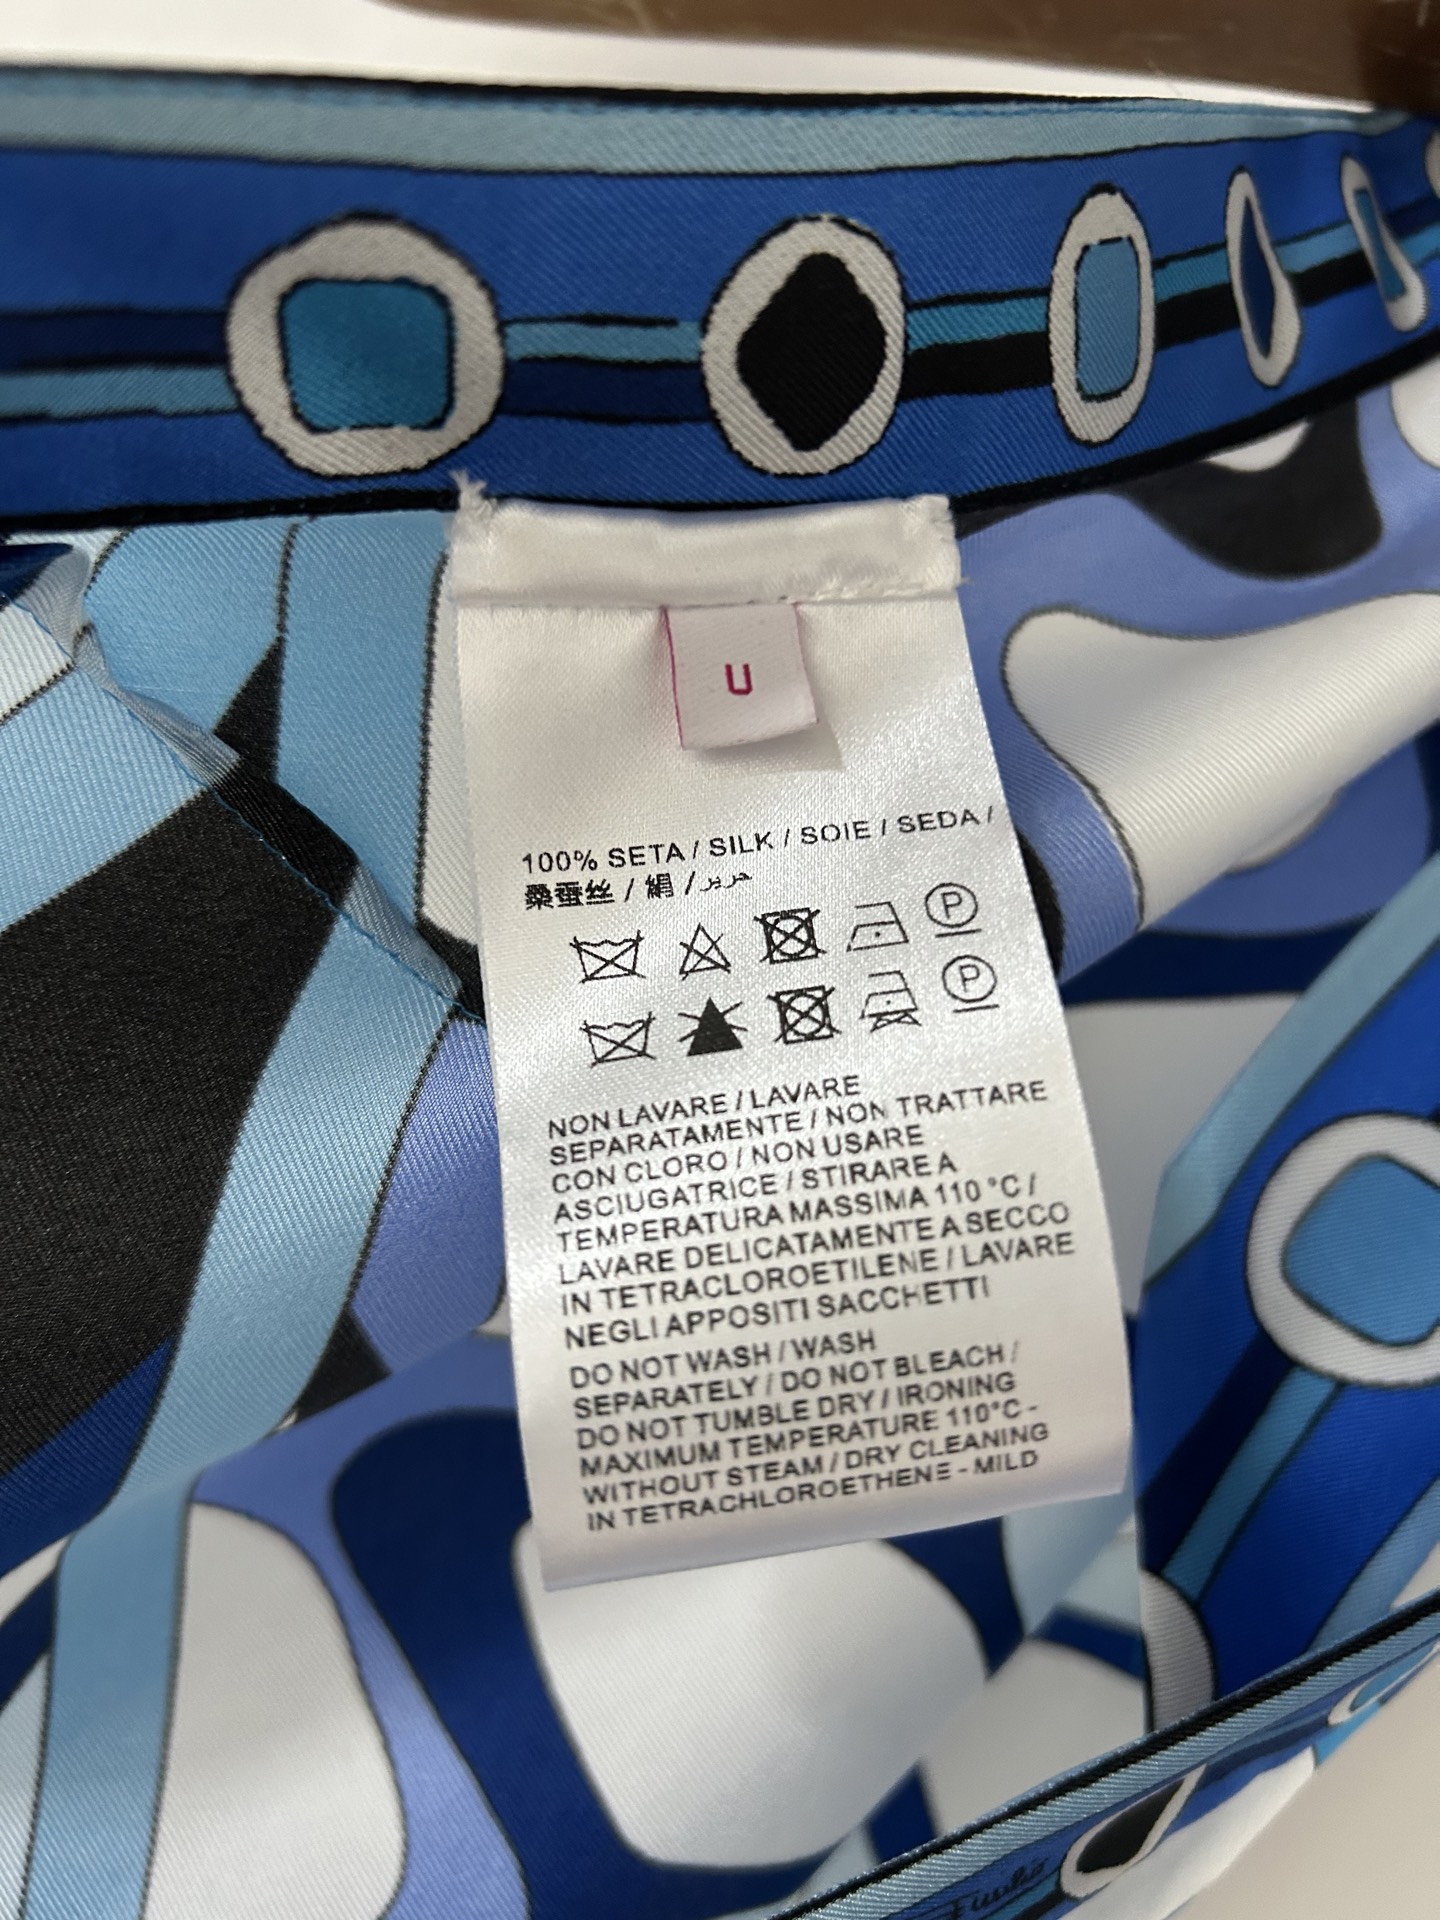 U
100% SETA / SILK / SOIE / SEDA /
桑蚕丝 / 絹 / حرير
P
P
NON LAVARE / LAVARE
SEPARATAMENTE / NON TRATTARE
CON CLORO / NON USARE
ASCIUGATRICE / STIRARE A
TEMPERATURA MASSIMA 110 °C /
LAVARE DELICATAMENTE A SECCO
IN TETRACLOROETILENE / LAVARE
NEGLI APPOSITI SACCHETTI
DO NOT WASH / WASH
SEPARATELY / DO NOT BLEACH /
DO NOT TUMBLE DRY / IRONING
MAXIMUM TEMPERATURE 110°C -
WITHOUT STEAM / DRY CLEANING
IN TETRACHLOROETHENE - MILD